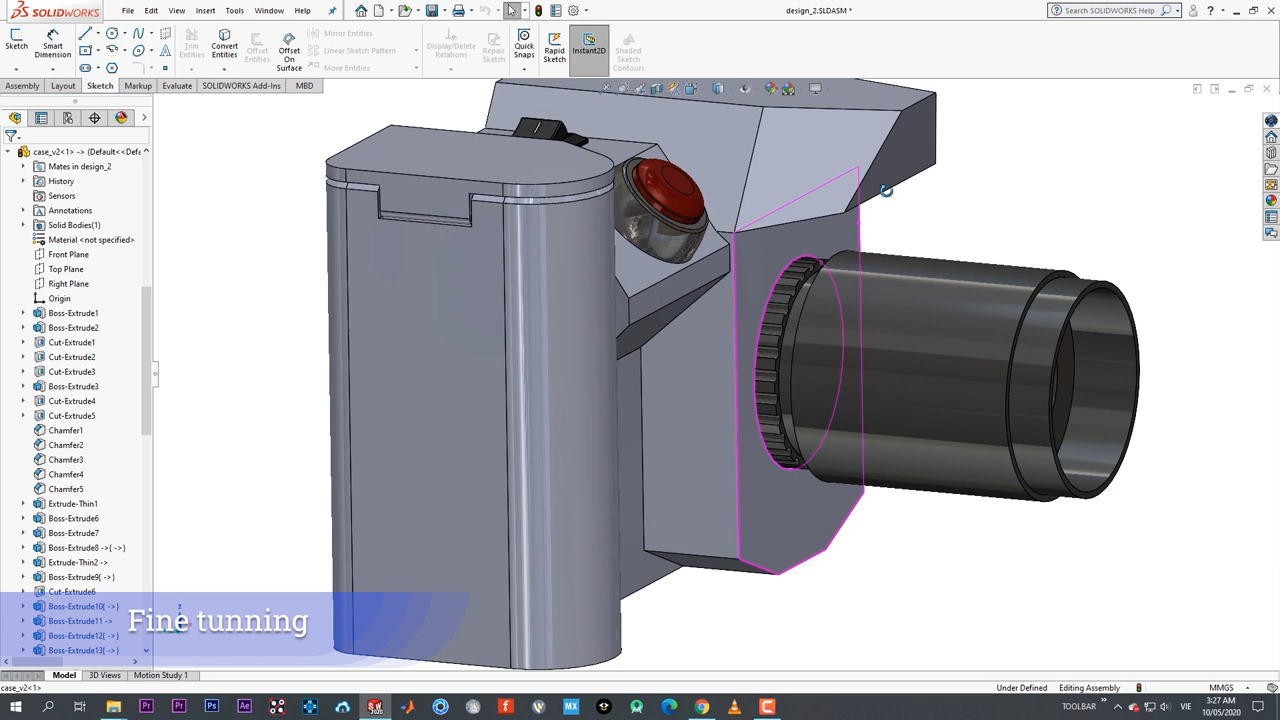 SOLIDWORKS
File
Edit
View
Insert
Tools
Window
Help
design_2.SLDASM *
Search SOLIDWORKS Help
Sketch
Smart Dimension
Trim Entities
Convert Entities
Offset Entities
Offset On Surface
Mirror Entities
Linear Sketch Pattern
Move Entities
Display/Delete Relations
Repair Sketch
Quick Snaps
Rapid Sketch
Instant2D
Shaded Sketch Contours
Assembly
Layout
Sketch
Markup
Evaluate
SOLIDWORKS Add-Ins
MBD
case_v2<1> -> (Default<<Defa
Mates in design_2
History
Sensors
Annotations
Solid Bodies(1)
Material <not specified>
Front Plane
Top Plane
Right Plane
Origin
Boss-Extrude1
Boss-Extrude2
Cut-Extrude1
Cut-Extrude2
Cut-Extrude3
Boss-Extrude3
Cut-Extrude4
Cut-Extrude5
Chamfer1
Chamfer2
Chamfer3
Chamfer4
Chamfer5
Extrude-Thin1
Boss-Extrude6
Boss-Extrude7
Boss-Extrude8 ->{ ->}
Extrude-Thin2 ->
Boss-Extrude9{ ->}
Cut-Extrude6
Boss-Extrude10{ ->}
Boss-Extrude11 ->
Boss-Extrude12{ ->}
Boss-Extrude13{ ->}
Fine tunning
Model
3D Views
Motion Study 1
case_v2<1>
Under Defined
Editing Assembly
MMGS
TOOLBAR
VIE
3:27 AM
10/05/2020